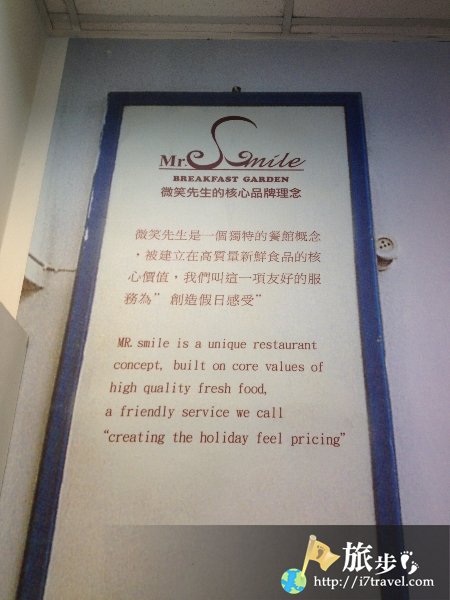 Mr. Smile
BREAKFAST GARDEN
微笑先生的核心品牌理念
微笑先生是一個獨特的餐館概念
，被建立在高質量新鮮食品的核
心價值，我們叫這一項友好的服
務為"創造假日感受"
MR. smile is a unique restaurant
concept, built on core values of
high quality fresh food,
a friendly service we call
"creating the holiday feel pricing"
旅步
http://i7travel.com/